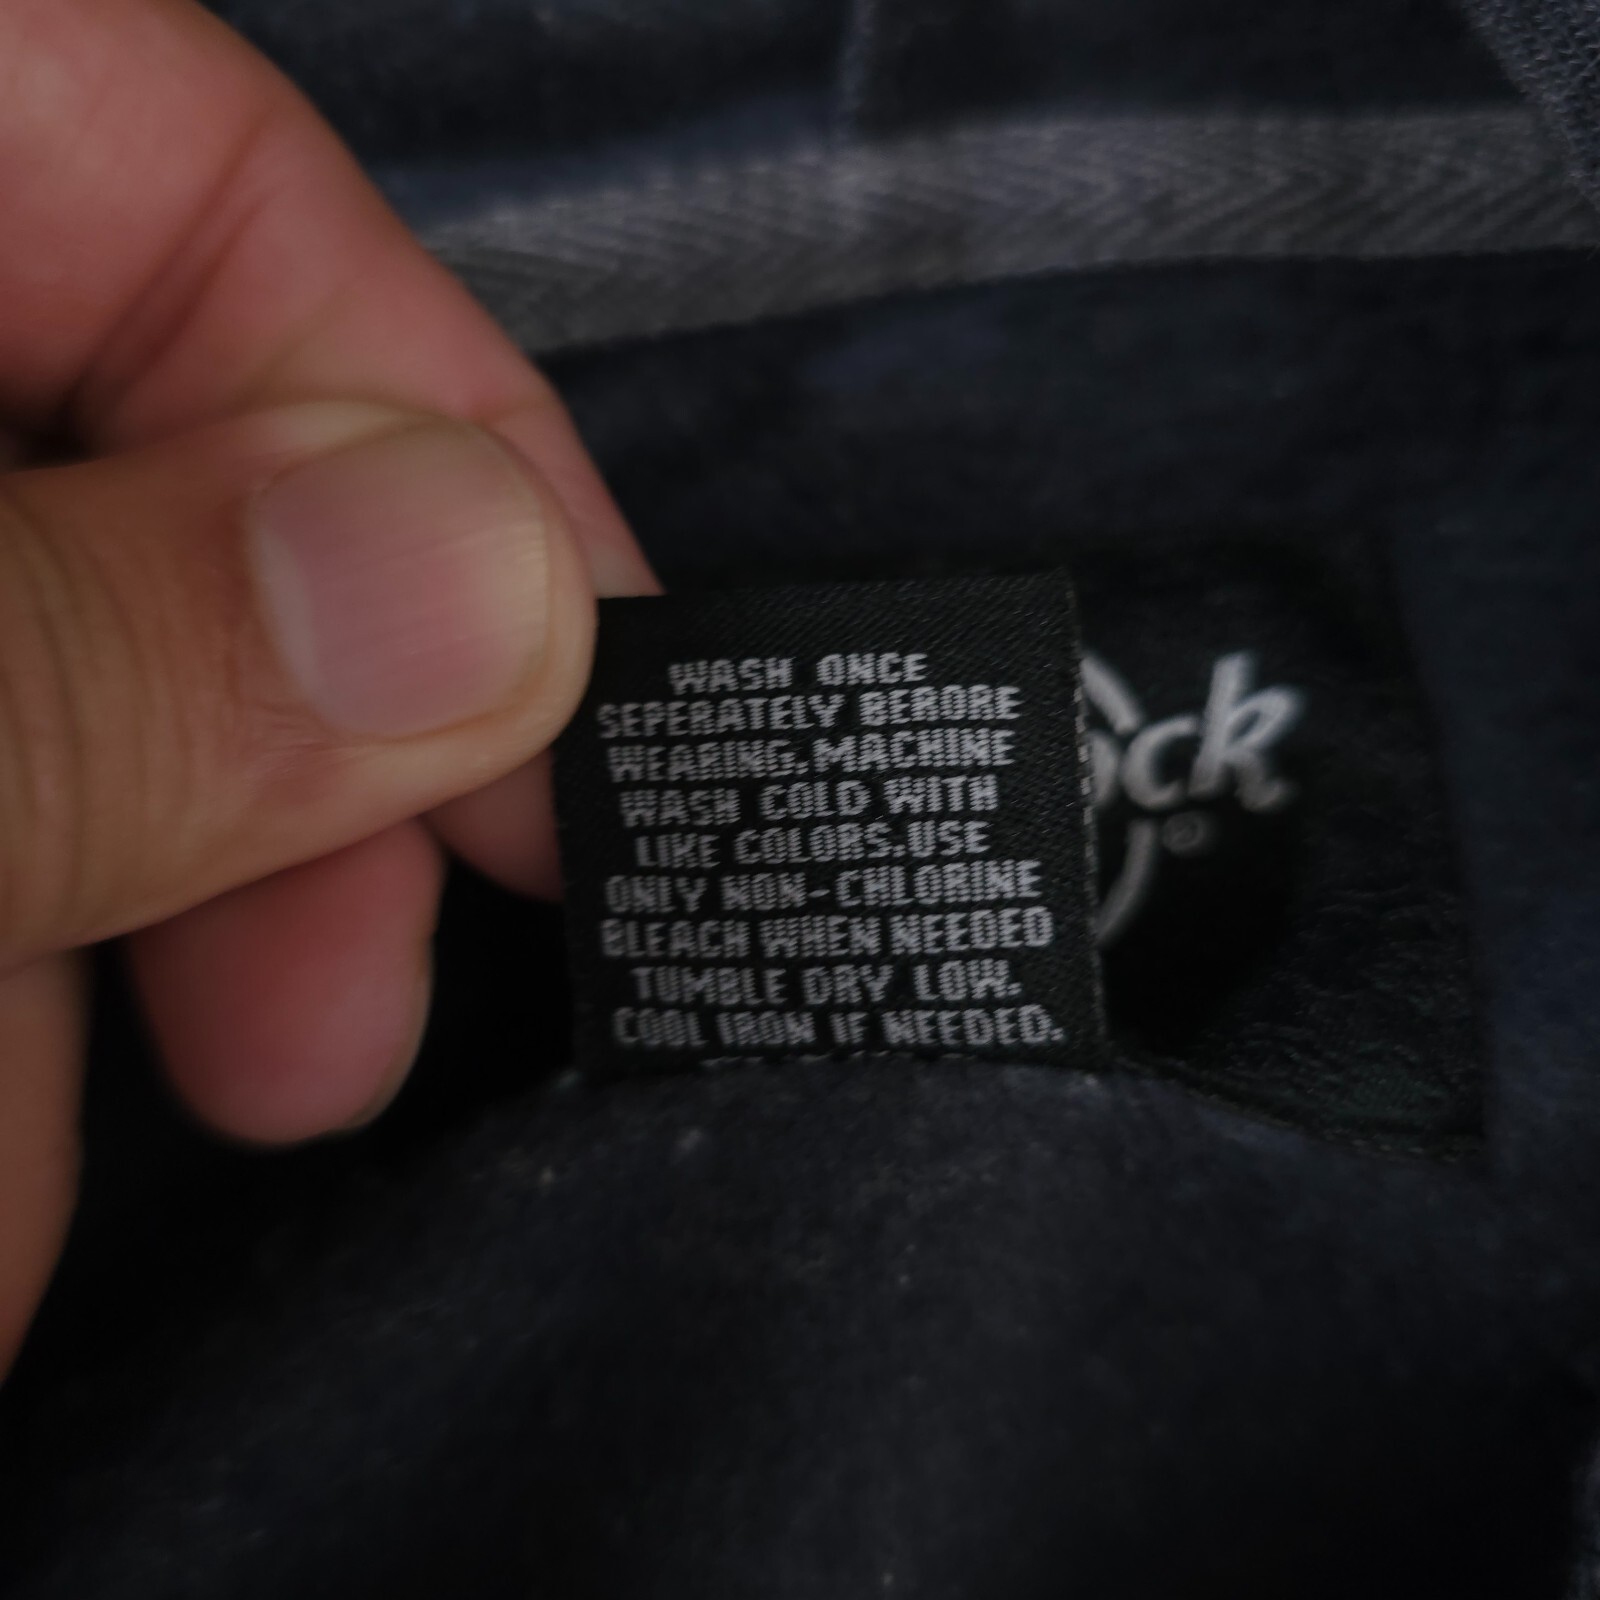 WASH ONCE
SEPERATELY BERORE
WEARING.MACHINE
WASH COLD WITH
LIKE COLORS.USE
ONLY NON-CHLORINE
BLEACH WHEN NEEDED
TUMBLE DRY LOW.
COOL IRON IF NEEDED.
ock
®